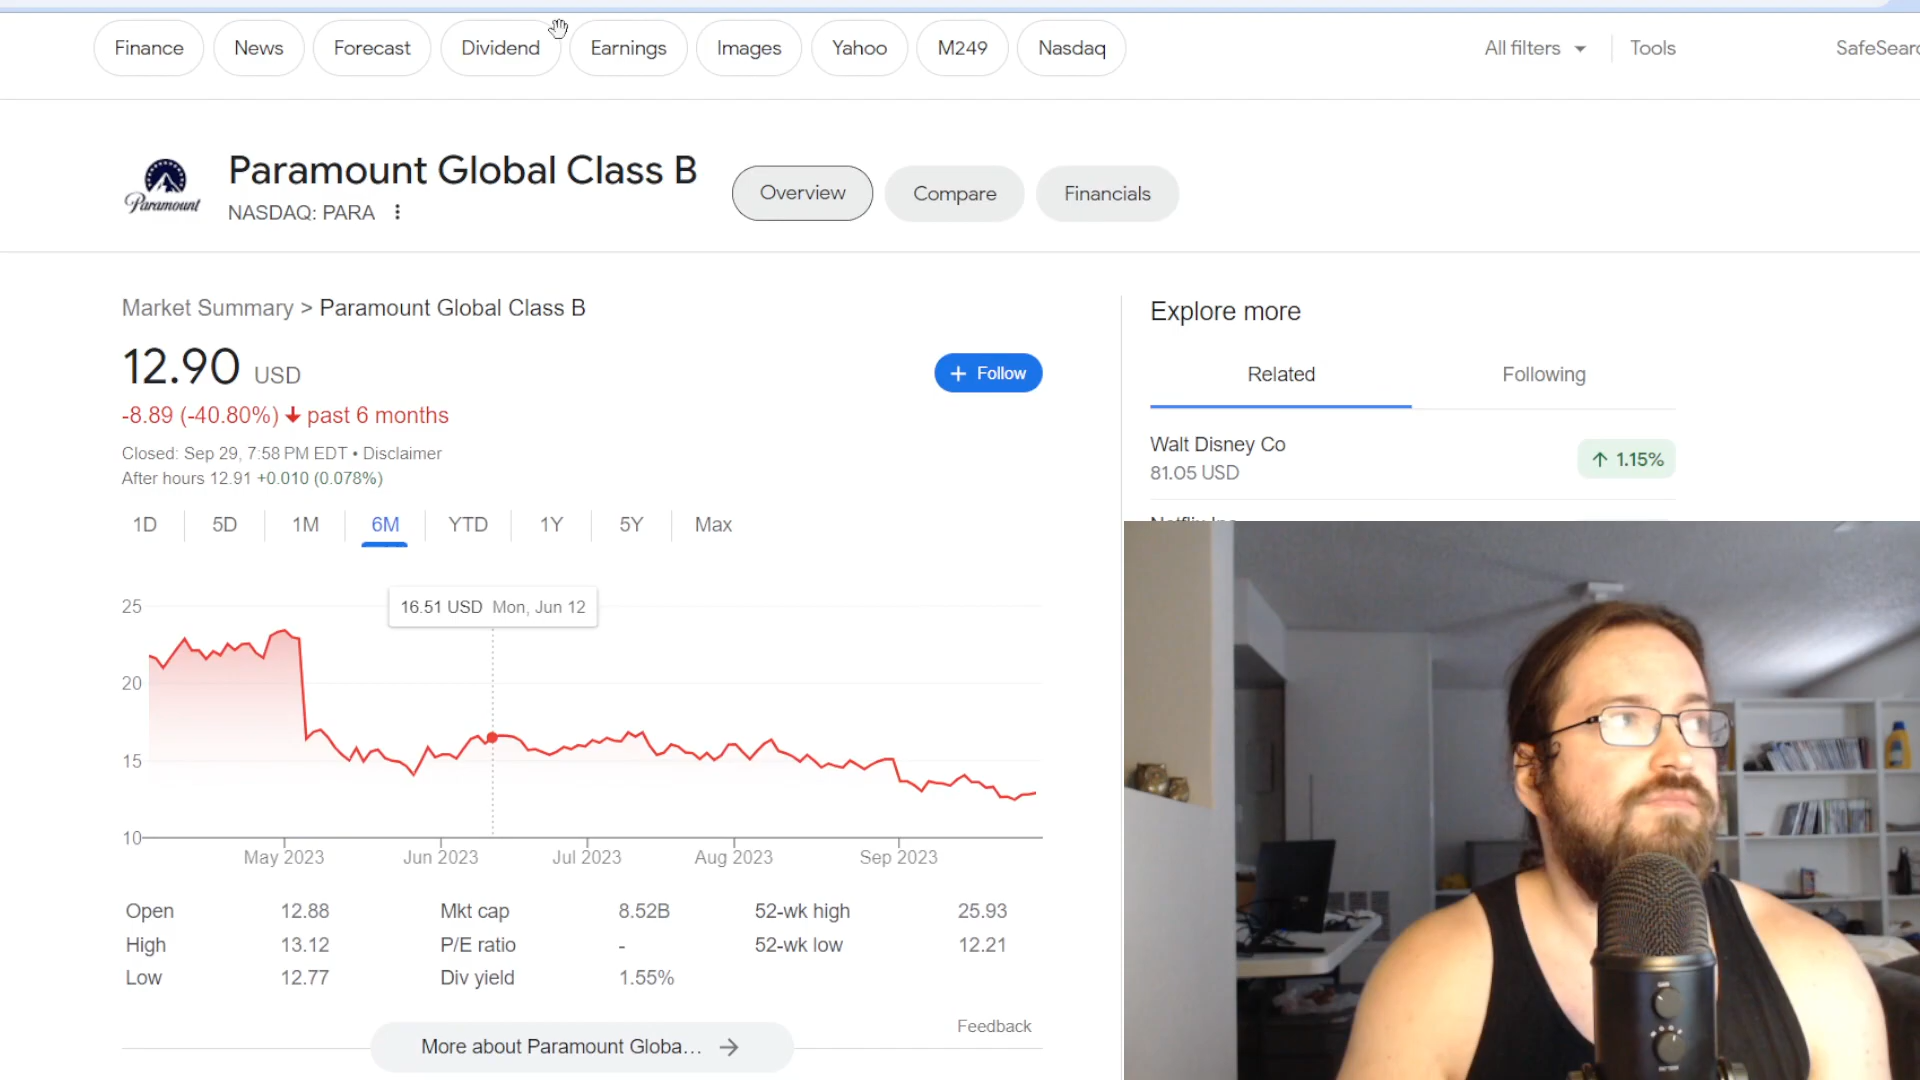 Finance News Forecast Dividend Earnings Images Yahoo M249 Nasdaq All filters Tools
Paramount Global Class B
NASDAQ: PARA
Paramount
Overview Compare Financials
Market Summary > Paramount Global Class B
12.90 USD
+ Follow
-8.89 (-40.80%) past 6 months
Closed: Sep 29, 7:58 PM EDT • Disclaimer
After hours 12.91 +0.010 (0.078%)
1D 5D 1M 6M YTD 1Y 5Y Max
16.51 USD Mon, Jun 12
25
20
15
10
May 2023 Jun 2023 Jul 2023 Aug 2023 Sep 2023
Open 12.88 Mkt cap 8.52B 52-wk high 25.93
High 13.12 P/E ratio - 52-wk low 12.21
Low 12.77 Div yield 1.55%
Feedback
More about Paramount Globa...
Explore more
Related Following
Walt Disney Co
81.05 USD
1.15%